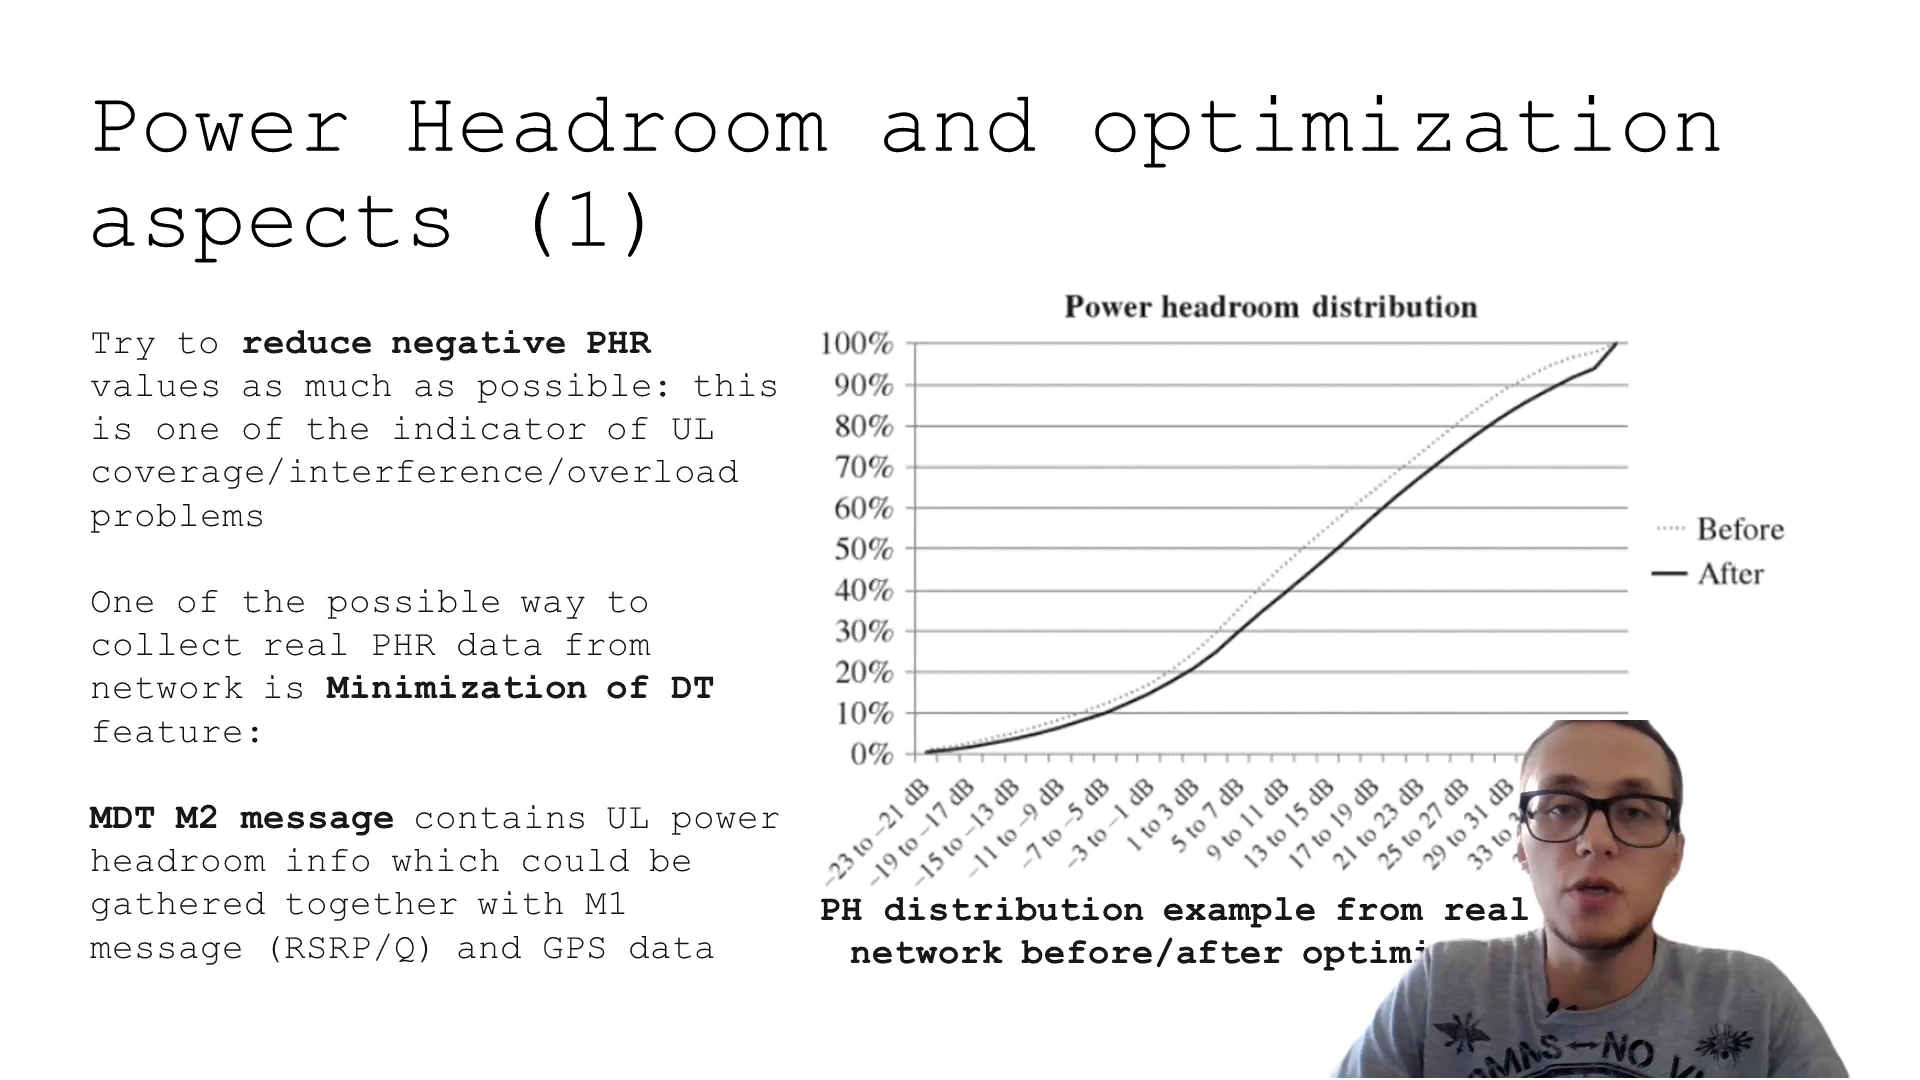 Power Headroom and optimization
aspects (1)
Try to reduce negative PHR
values as much as possible: this
is one of the indicator of UL
coverage/interference/overload
problems
One of the possible way to
collect real PHR data from
network is Minimization of DT
feature:
MDT M2 message contains UL power
headroom info which could be
gathered together with M1
message (RSRP/Q) and GPS data
Power headroom distribution
100%
90%
80%
70%
60%
50%
40%
30%
20%
10%
0%
–23 to –21 dB
–19 to –17 dB
–15 to –13 dB
–11 to –9 dB
–7 to –5 dB
–3 to –1 dB
1 to 3 dB
5 to 7 dB
9 to 11 dB
13 to 15 dB
17 to 19 dB
21 to 23 dB
25 to 27 dB
29 to 31 dB
33 to
Before
After
PH distribution example from real
network before/after
NO